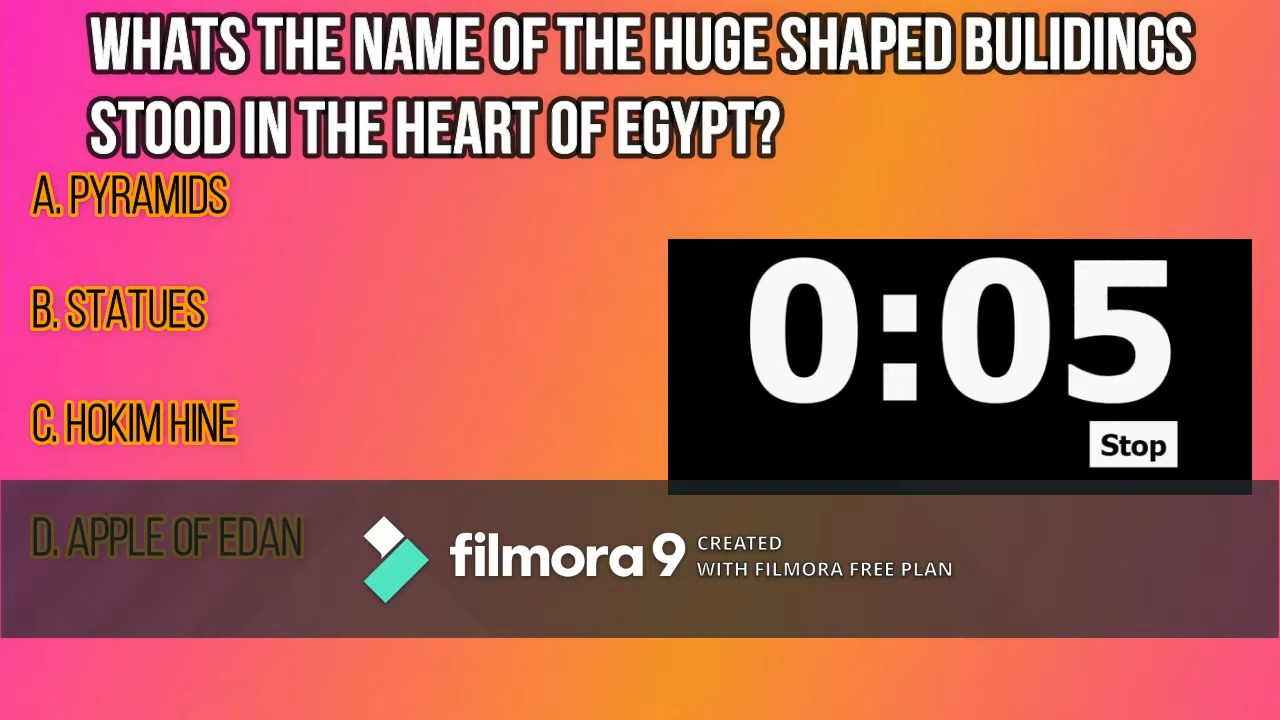 WHATS THE NAME OF THE HUGE SHAPED BULIDINGS
STOOD IN THE HEART OF EGYPT?
A. PYRAMIDS
B. STATUES
C. HOKIM HINE
D. APPLE OF EDAN
0:05
Stop
filmora 9
CREATED
WITH FILMORA FREE PLAN